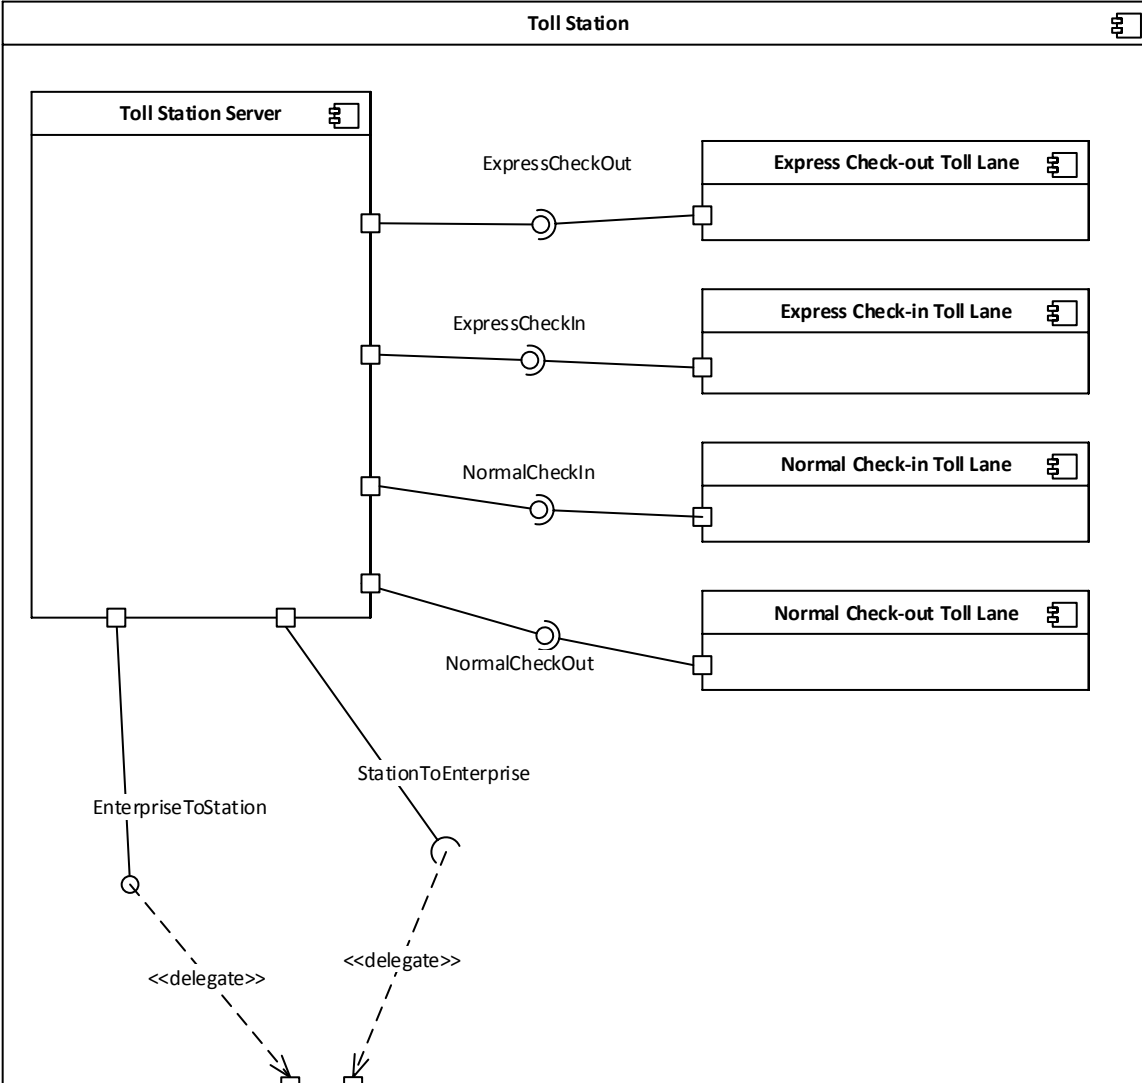 Toll Station
Toll Station Server
ExpressCheckOut
Express Check-out Toll Lane
ExpressCheckIn
Express Check-in Toll Lane
NormalCheckIn
Normal Check-in Toll Lane
NormalCheckOut
Normal Check-out Toll Lane
StationToEnterprise
EnterpriseToStation
<<delegate>>
<<delegate>>